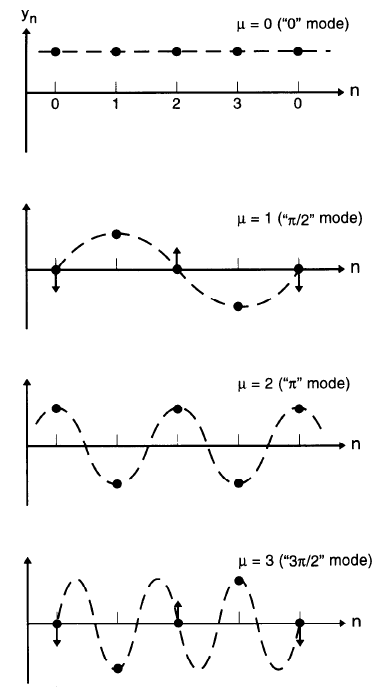 yn
μ = 0 (“0” mode)
n
0 1 2 3 0
μ = 1 (“π/2” mode)
n
μ = 2 (“π” mode)
n
μ = 3 (“3π/2” mode)
n